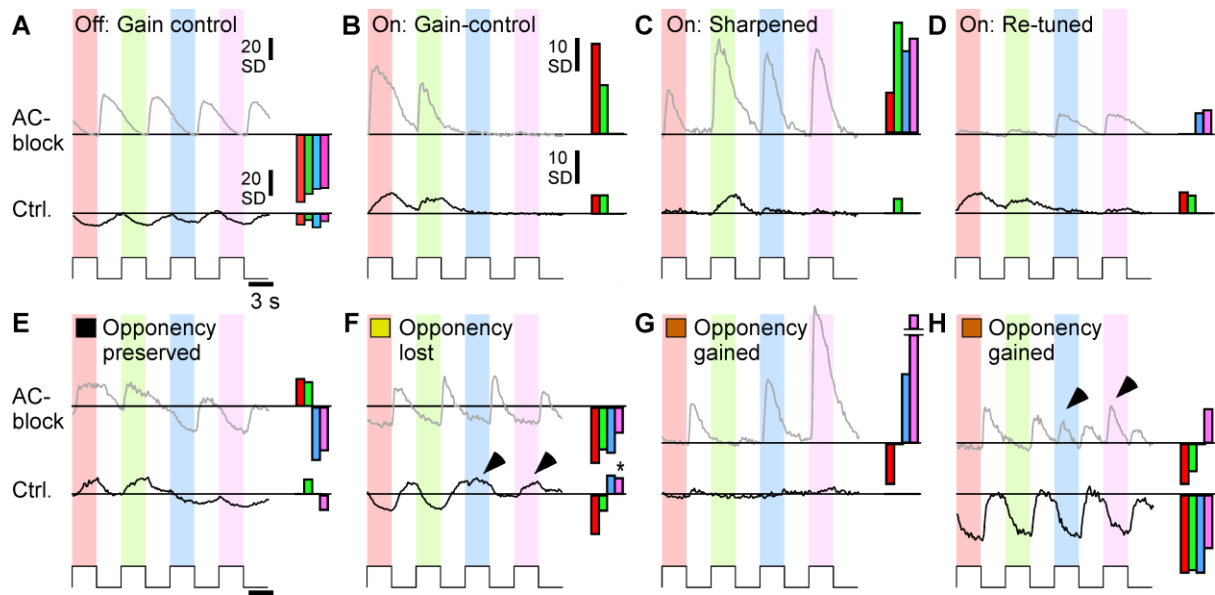 A Off: Gain control
20
SD
AC-
block
20
SD
Ctrl.
3 s
B On: Gain-control
10
SD
10
SD
C On: Sharpened
D On: Re-tuned
E Opponency
preserved
AC-
block
Ctrl.
F Opponency
lost
*
G Opponency
gained
H Opponency
gained